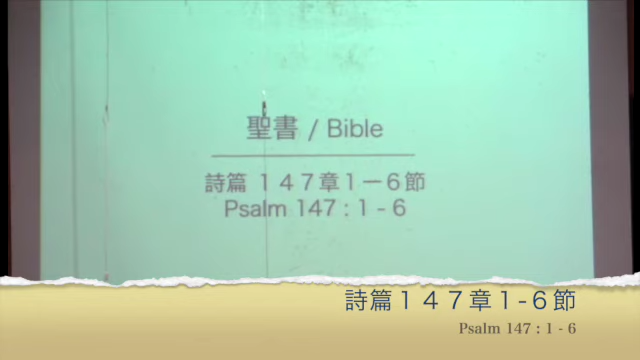 聖書 / Bible
詩篇 １４７章１ー６節
Psalm 147 : 1 - 6
詩篇１４７章１-６節
Psalm 147 : 1 - 6